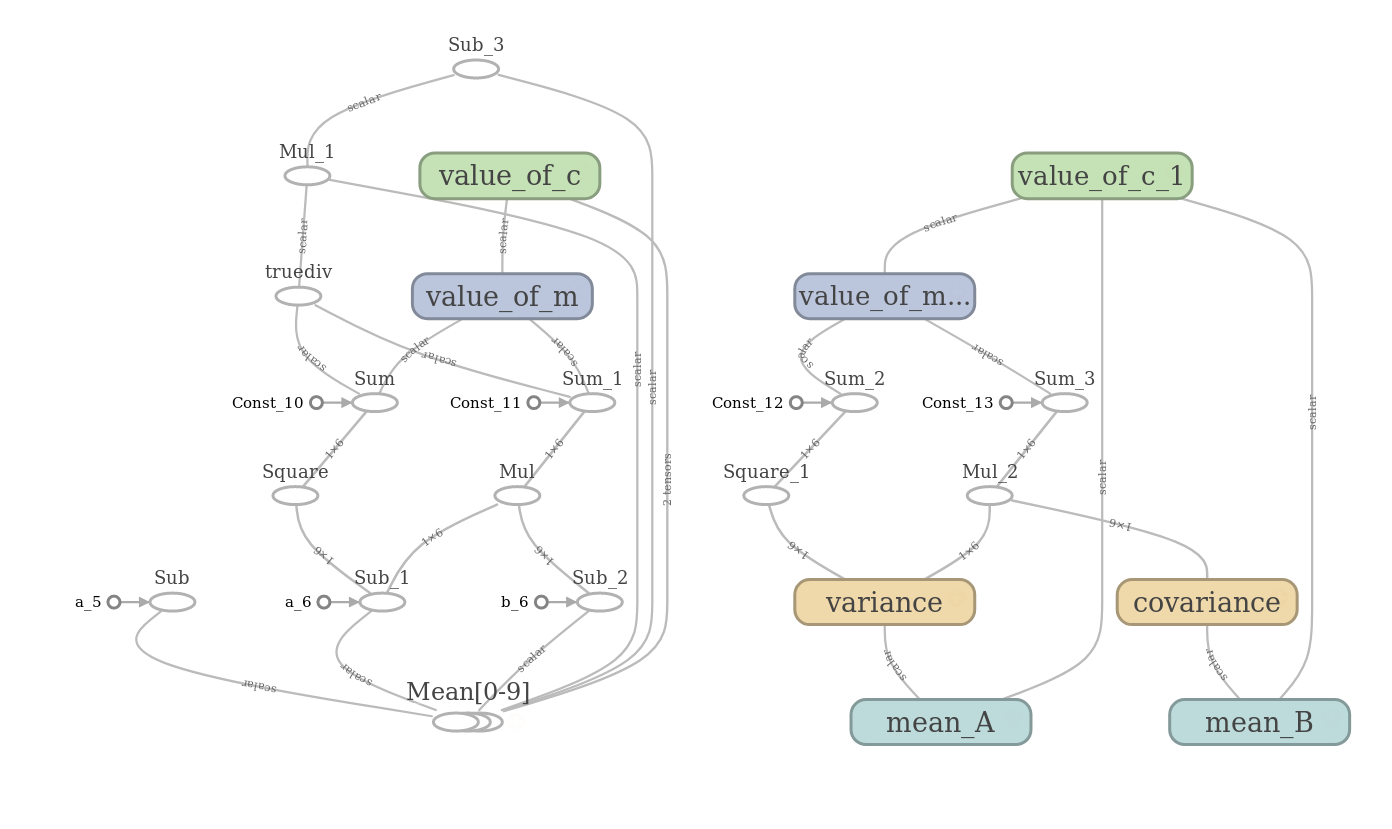 Sub_3
scalar
Mul_1
value_of_c
value_of_c_1
scalar
scalar
scalar
truediv
value_of_m
value_of_m...
scalar
scalar
scalar
scalar
scalar
scalar
scalar
scalar
Sum
Sum_1
Sum_2
Sum_3
Const_10
Const_11
Const_12
Const_13
scalar
1×6
1×6
1×6
1×6
Square
Mul
Square_1
Mul_2
scalar
2 tensors
1×6
1×6
1×6
1×6
1×6
1×6
Sub
Sub_1
Sub_2
a_5
a_6
b_6
variance
covariance
scalar
scalar
scalar
scalar
scalar
Mean[0-9]
mean_A
mean_B